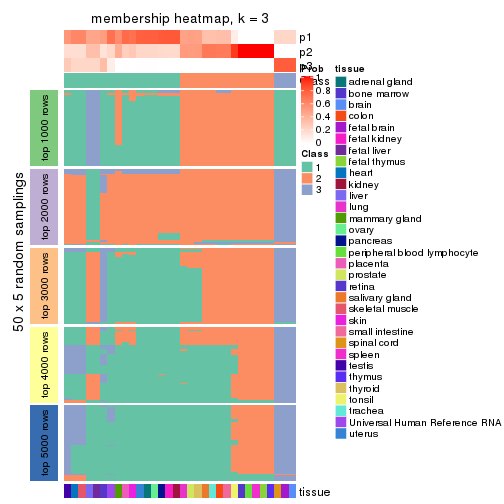 membership heatmap, k = 3
p1
p2
p3
Class
50 x 5 random samplings
top 1000 rows
top 2000 rows
top 3000 rows
top 4000 rows
top 5000 rows
tissue
Prob
1
0.8
0.6
0.4
0.2
0
Class
1
2
3
tissue
adrenal gland
bone marrow
brain
colon
fetal brain
fetal kidney
fetal liver
fetal thymus
heart
kidney
liver
lung
mammary gland
ovary
pancreas
peripheral blood lymphocyte
placenta
prostate
retina
salivary gland
skeletal muscle
skin
small intestine
spinal cord
spleen
testis
thymus
thyroid
tonsil
trachea
Universal Human Reference RNA
uterus